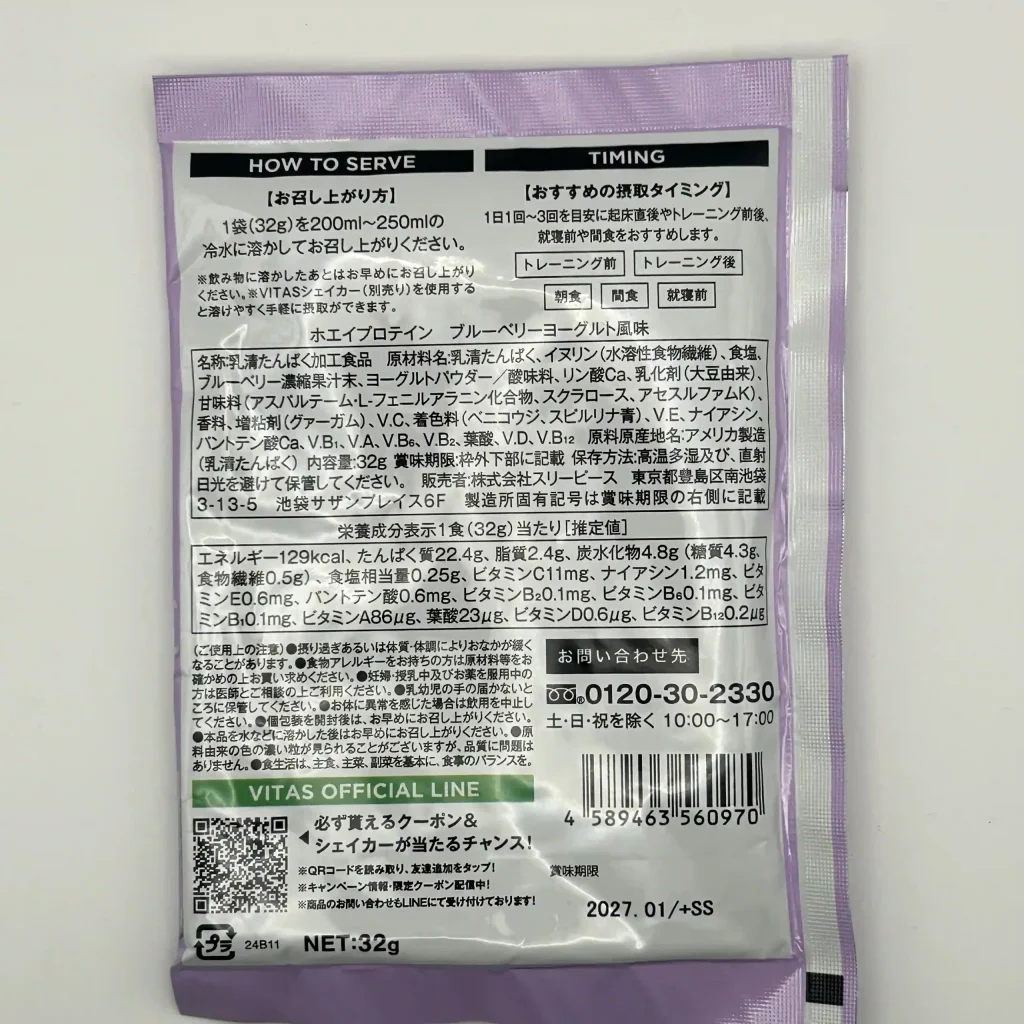 HOW TO SERVE
【お召し上がり方】
1袋(32g)を200ml〜250mlの
冷水に溶かしてお召し上がりください。
※飲み物に溶かしたあとはお早めにお召し上がり
ください。※VITASシェイカー(別売り)を使用する
と溶けやすく手軽に摂取ができます。
TIMING
【おすすめの摂取タイミング】
1日1回〜3回を目安に起床直後やトレーニング前後、
就寝前や間食をおすすめします。
トレーニング前 トレーニング後
朝食 間食 就寝前
ホエイプロテイン ブルーベリーヨーグルト風味
名称:乳清たんぱく加工食品 原材料名:乳清たんぱく、イヌリン(水溶性食物繊維)、食塩、
ブルーベリー濃縮果汁末、ヨーグルトパウダー/酸味料、リン酸Ca、乳化剤(大豆由来)、
甘味料(アスパルテーム・L-フェニルアラニン化合物、スクラロース、アセスルファムK)、
香料、増粘剤(グァーガム)、V.C、着色料(ベニコウジ、スピルリナ青)、V.E、ナイアシン、
パントテン酸Ca、V.B₁、V.A、V.B₆、V.B₂、葉酸、V.D、V.B₁₂ 原料原産地名:アメリカ製造
(乳清たんぱく) 内容量:32g 賞味期限:枠外下部に記載 保存方法:高温多湿及び、直射
日光を避けて保管してください。 販売者:株式会社スリーピース 東京都豊島区南池袋
3-13-5 池袋サザンプレイス6F 製造所固有記号は賞味期限の右側に記載
栄養成分表示1食(32g)当たり[推定値]
エネルギー129kcal、たんぱく質22.4g、脂質2.4g、炭水化物4.8g(糖質4.3g、
食物繊維0.5g)、食塩相当量0.25g、ビタミンC11mg、ナイアシン1.2mg、ビタ
ミンE0.6mg、パントテン酸0.6mg、ビタミンB₂0.1mg、ビタミンB₆0.1mg、ビタ
ミンB₁0.1mg、ビタミンA86μg、葉酸23μg、ビタミンD0.6μg、ビタミンB₁₂0.2μg
(ご使用上の注意)●摂り過ぎあるいは体質・体調によりおなかが緩く
なることがあります。●食物アレルギーをお持ちの方は原材料等をお
確かめの上お買い求めください。●妊婦・授乳中及びお薬を服用中の
方は医師とご相談の上ご利用ください。●乳幼児の手の届かないと
ころに保管してください。●お体に異常を感じた場合は飲用を中止し
てください。●個包装を開封後は、お早めにお召し上がりください。
●本品を水などに溶かした後はお早めにお召し上がりください。●原
料由来の色の濃い粒が見られることがございますが、品質に問題は
ありません。●食生活は、主食、主菜、副菜を基本に、食事のバランスを。
お問い合わせ先
0120-30-2330
土・日・祝を除く 10:00〜17:00
VITAS OFFICIAL LINE
必ず貰えるクーポン&
シェイカーが当たるチャンス!
※QRコードを読み取り、友達追加をタップ!
※キャンペーン情報・限定クーポン配信中!
※商品のお問い合わせもLINEにて受け付けております!
4 589463 560970
賞味期限
2027. 01/+SS
プラ 24B11 NET:32g